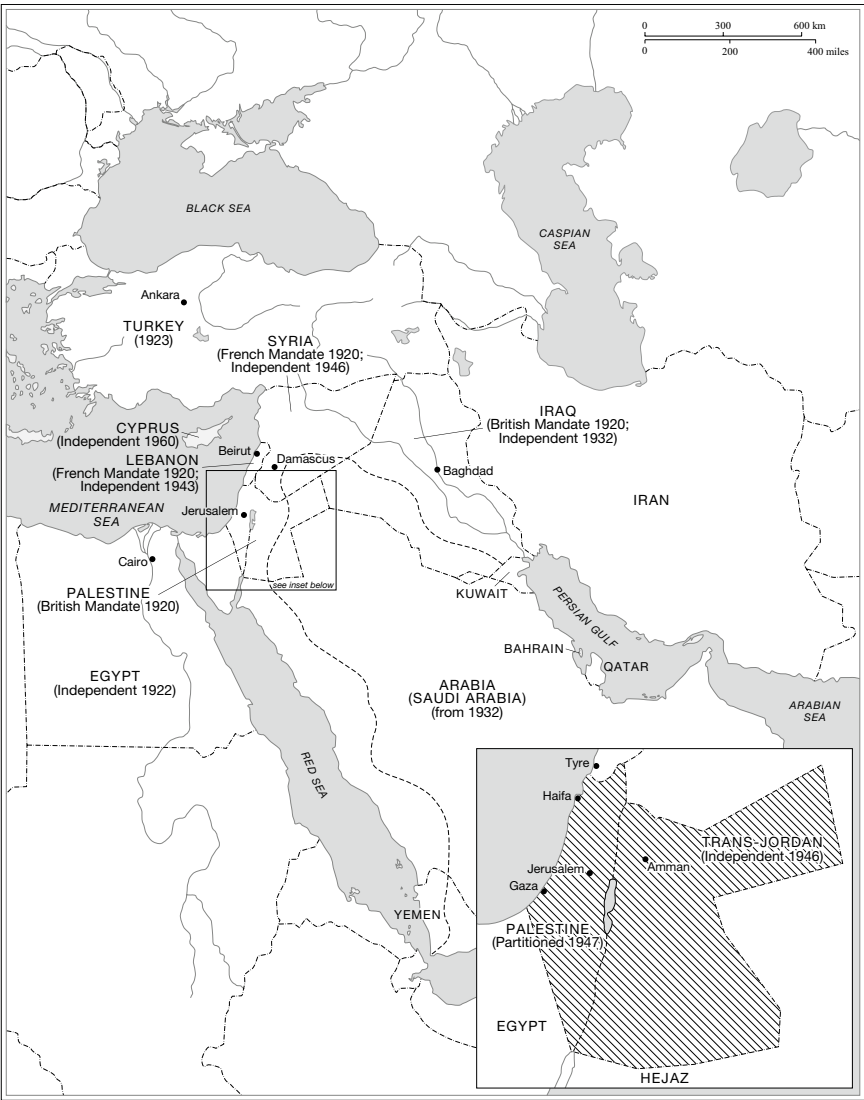 0 300 600 km
0 200 400 miles
BLACK SEA
CASPIAN
SEA
Ankara
TURKEY
(1923)
SYRIA
(French Mandate 1920;
Independent 1946)
IRAQ
(British Mandate 1920;
Independent 1932)
CYPRUS
(Independent 1960)
Beirut
LEBANON
(French Mandate 1920;
Independent 1943)
Damascus
Baghdad
MEDITERRANEAN
SEA
Jerusalem
IRAN
Cairo
see inset below
PALESTINE
(British Mandate 1920)
KUWAIT
PERSIAN GULF
BAHRAIN
QATAR
EGYPT
(Independent 1922)
ARABIA
(SAUDI ARABIA)
(from 1932)
ARABIAN
SEA
RED SEA
YEMEN
Tyre
Haifa
TRANS-JORDAN
(Independent 1946)
Jerusalem
Amman
Gaza
PALESTINE
(Partitioned 1947)
EGYPT
HEJAZ